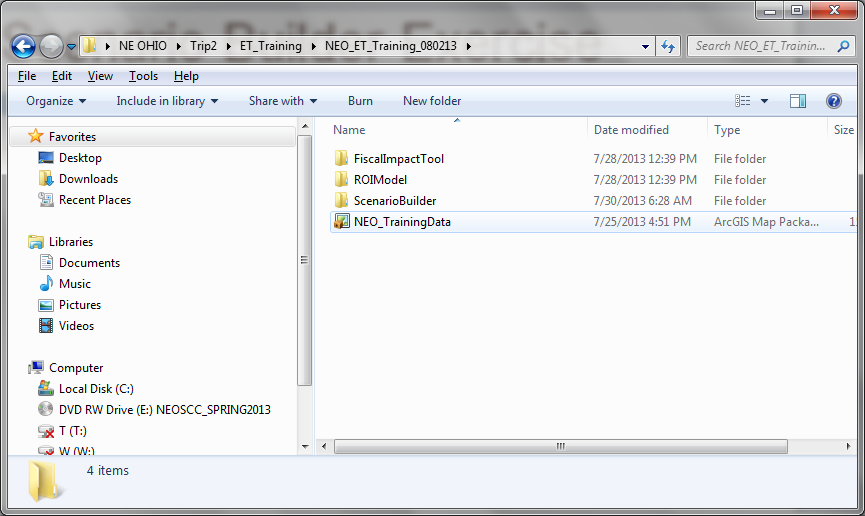 NE OHIO Trip2 ET_Training NEO_ET_Training_080213 Search NEO_ET_Trainin...
File Edit View Tools Help
Organize Include in library Share with Burn New folder
Name Date modified Type Size
Favorites
Desktop
Downloads
Recent Places
Libraries
Documents
Music
Pictures
Videos
Computer
Local Disk (C:)
DVD RW Drive (E:) NEOSCC_SPRING2013
T (T:)
W (W:)
FiscalImpactTool 7/28/2013 12:39 PM File folder
ROIModel 7/28/2013 12:39 PM File folder
ScenarioBuilder 7/30/2013 6:28 AM File folder
NEO_TrainingData 7/25/2013 4:51 PM ArcGIS Map Packa...
4 items